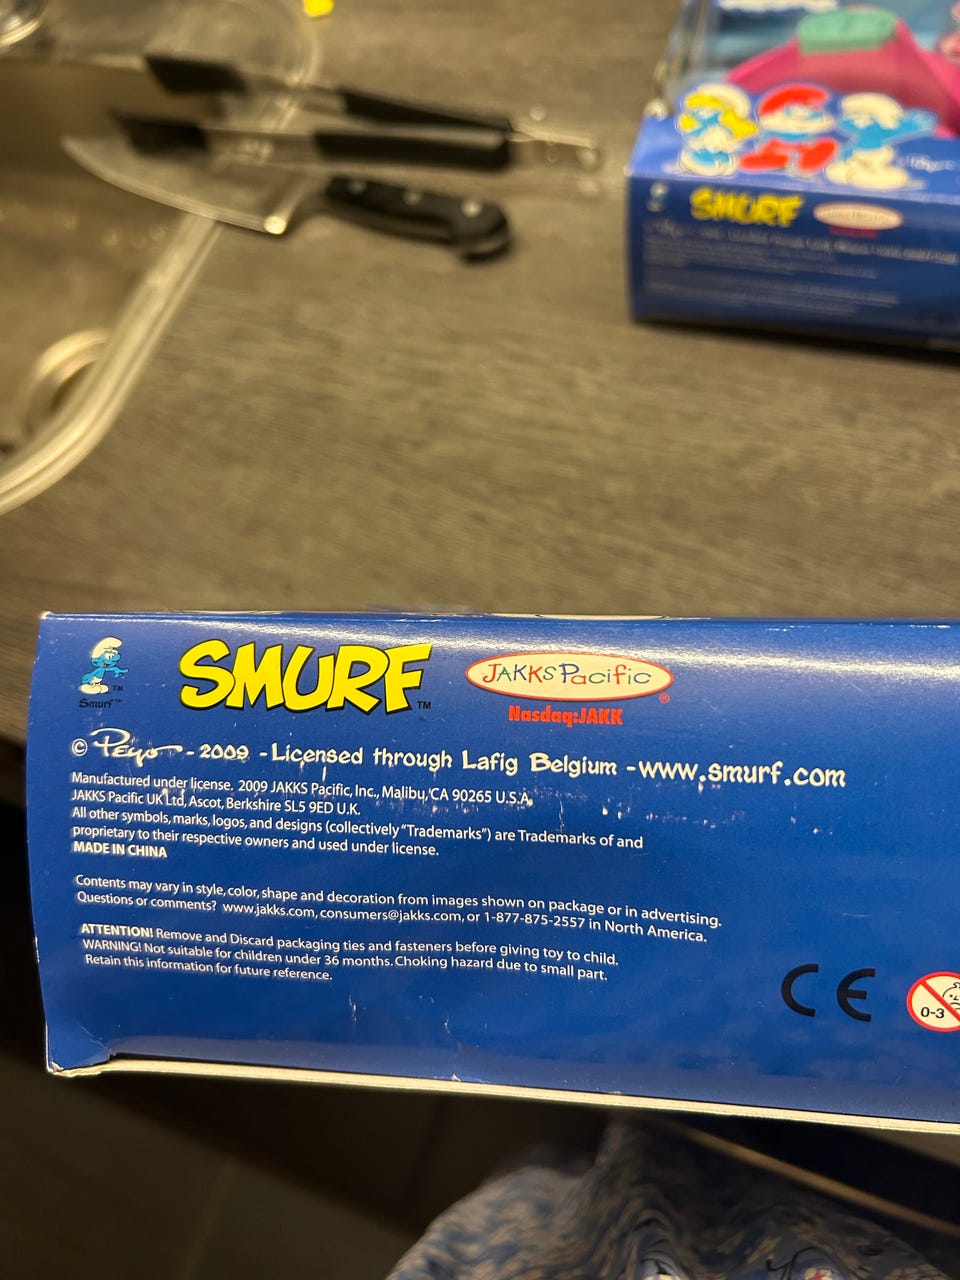 SMURF
SMURF™
JAKKS Pacific®
Nasdaq:JAKK
™
Smurf™
© Peyo - 2009 - Licensed through Lafig Belgium - www.smurf.com
Manufactured under license. 2009 JAKKS Pacific, Inc., Malibu, CA 90265 U.S.A.
JAKKS Pacific UK Ltd, Ascot, Berkshire SL5 9ED U.K.
All other symbols, marks, logos, and designs (collectively "Trademarks") are Trademarks of and
proprietary to their respective owners and used under license.
MADE IN CHINA
Contents may vary in style, color, shape and decoration from images shown on package or in advertising.
Questions or comments? www.jakks.com, consumers@jakks.com, or 1-877-875-2557 in North America.
ATTENTION! Remove and Discard packaging ties and fasteners before giving toy to child.
WARNING! Not suitable for children under 36 months. Choking hazard due to small part.
Retain this information for future reference.
CE
0-3